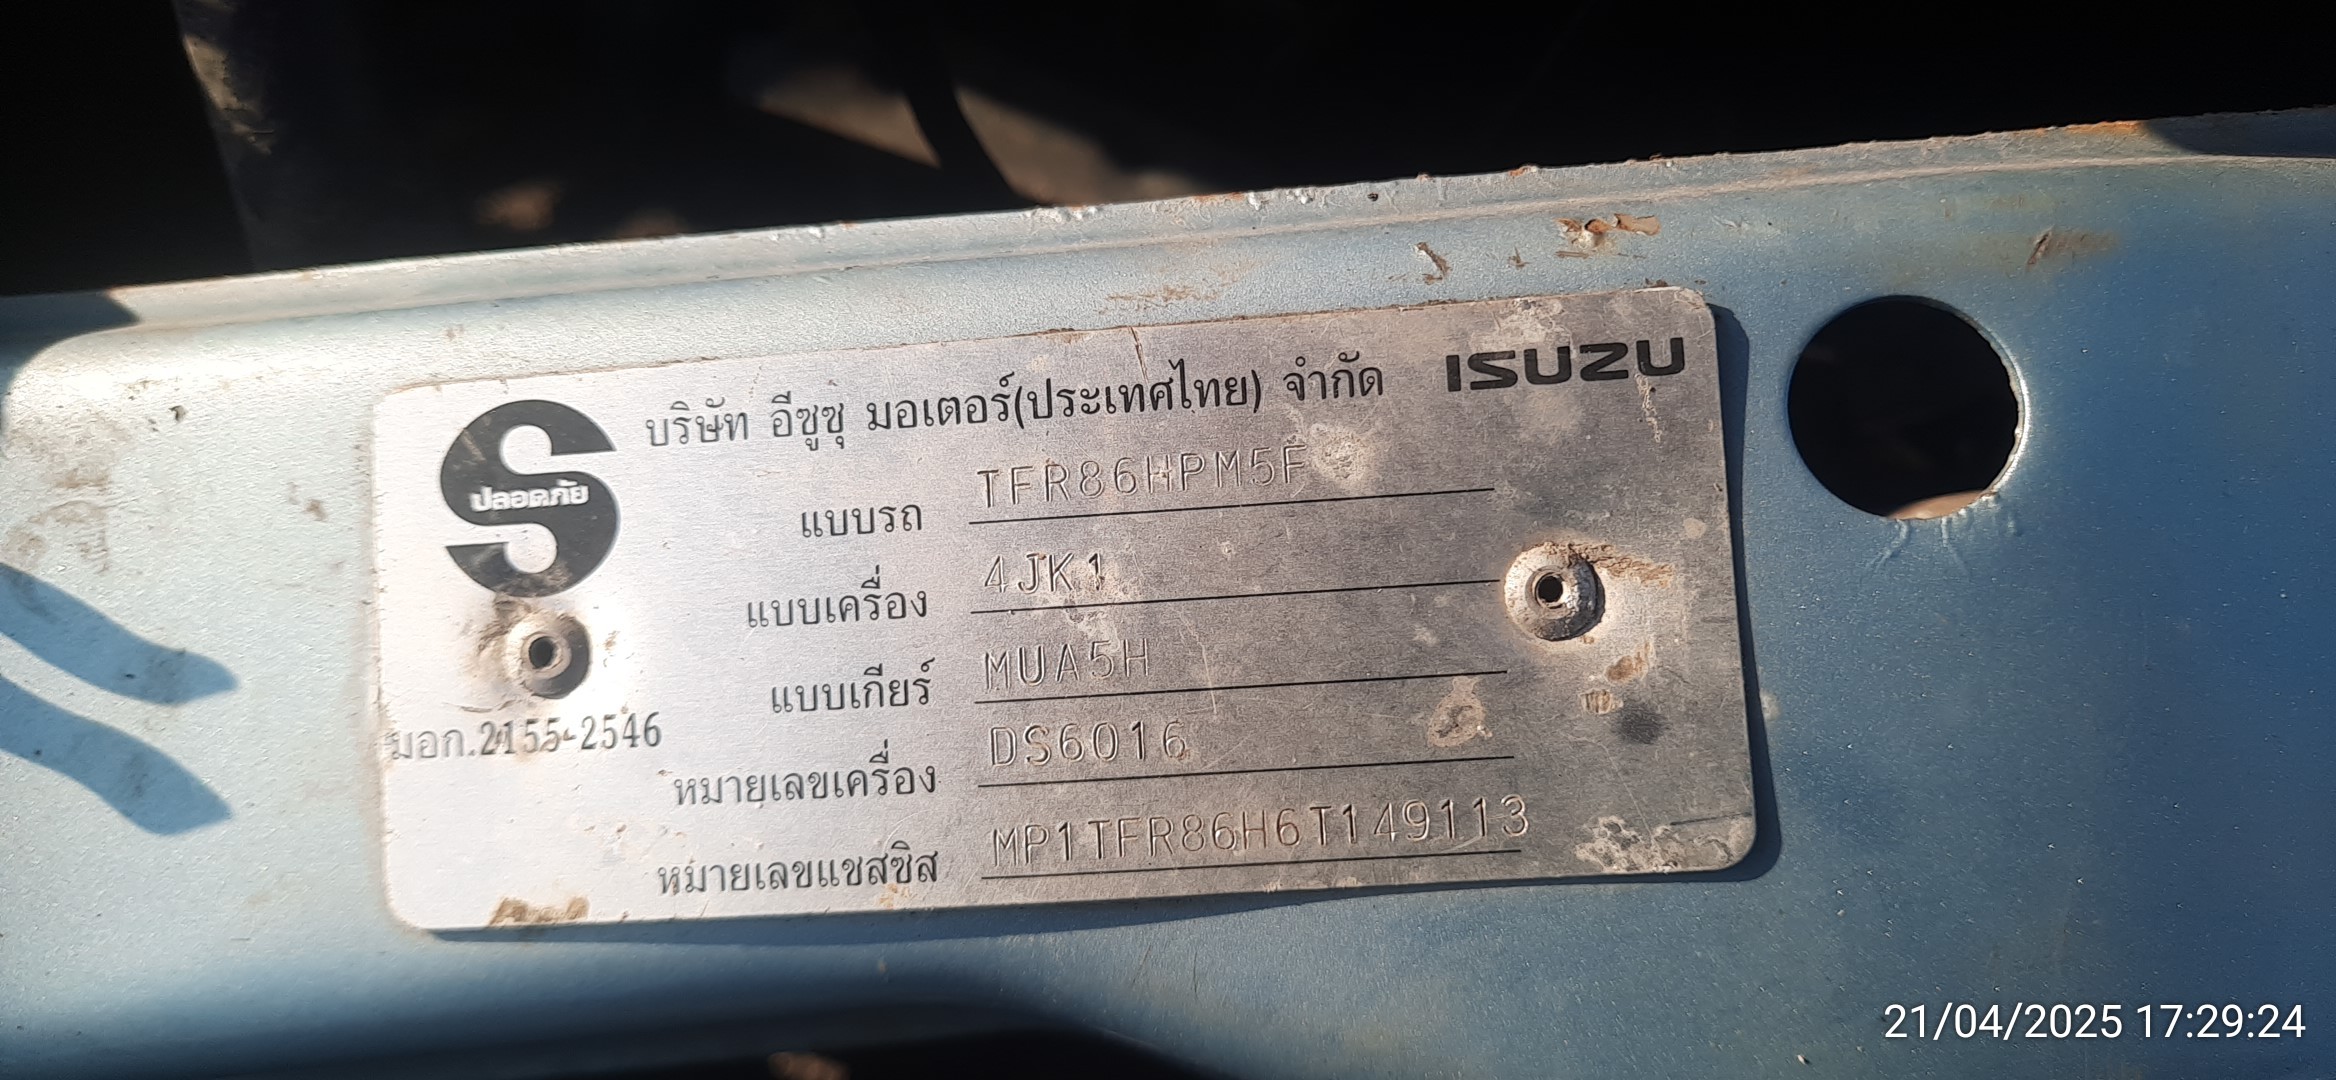 บริษัท อีซูซุ มอเตอร์(ประเทศไทย) จำกัด ISUZU
ปลอดภัย
แบบรถ TFR86HPM5F
แบบเครื่อง 4JK1
แบบเกียร์ MUA5H
มอก.2155-2546
หมายเลขเครื่อง DS6016
หมายเลขแชสซิส MP1TFR86H6T149113
21/04/2025 17:29:24